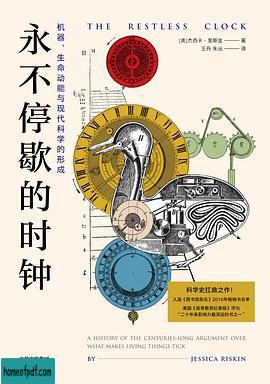 THE RESTLESS CLOCK
[美]杰西卡·里斯金 著
王丹 朱丛 译
永不停歇的时钟
机器、生命动能与现代科学的形成
科学史扛鼎之作!
入选《图书馆杂志》2016年畅销书名单
美国《高等教育纪事报》评为
“二十年来影响力最深远的书之一”
A HISTORY OF THE CENTURIES-LONG ARGUMENT OVER
WHAT MAKES LIVING THINGS TICK
BY JESSICA RISKIN
homeofpdf.com